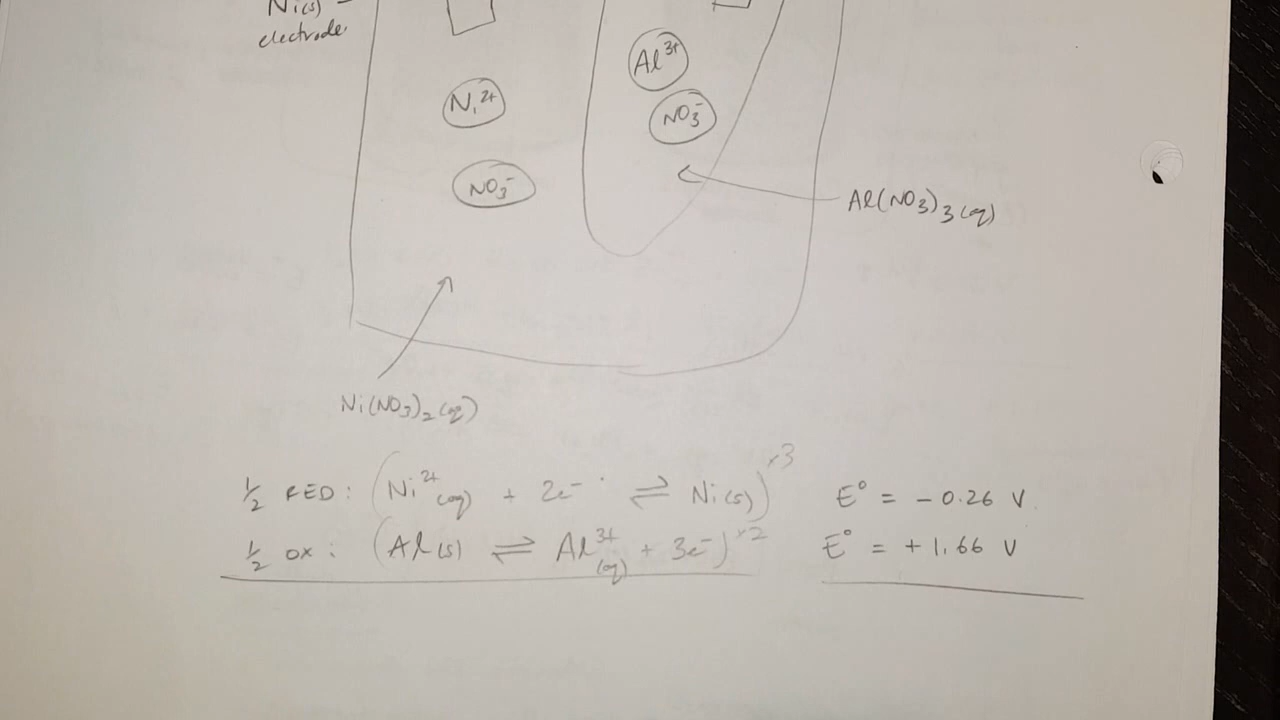 Ni(s)
electrode
Al³⁺
Ni²⁺
NO₃⁻
NO₃⁻
Al(NO₃)₃(aq)
Ni(NO₃)₂(aq)
½ RED: (Ni²⁺(aq) + 2e⁻ ⇌ Ni(s))×3 E° = -0.26 V
½ OX: (Al(s) ⇌ Al³⁺(aq) + 3e⁻)×2 E° = +1.66 V